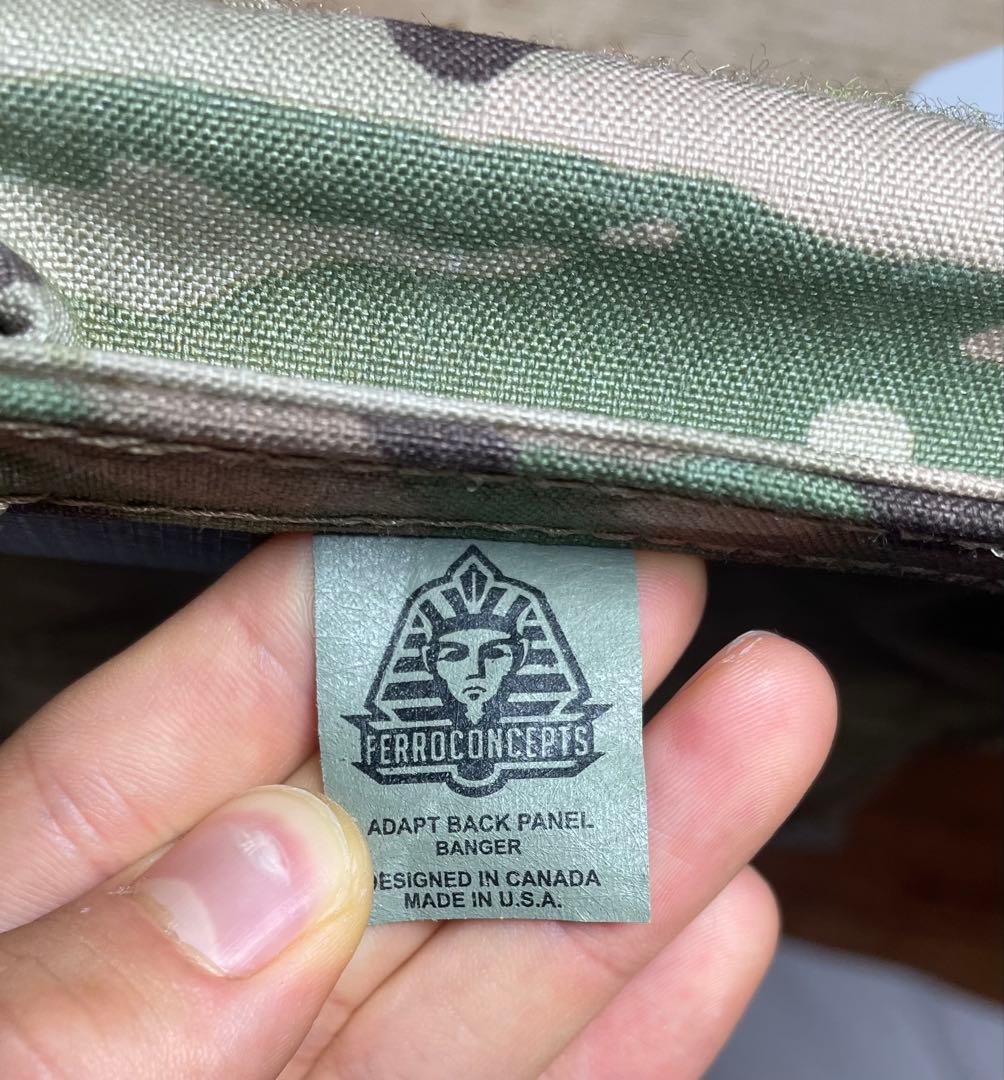 FERROCONCEPTS
ADAPT BACK PANEL
BANGER
DESIGNED IN CANADA
MADE IN U.S.A.